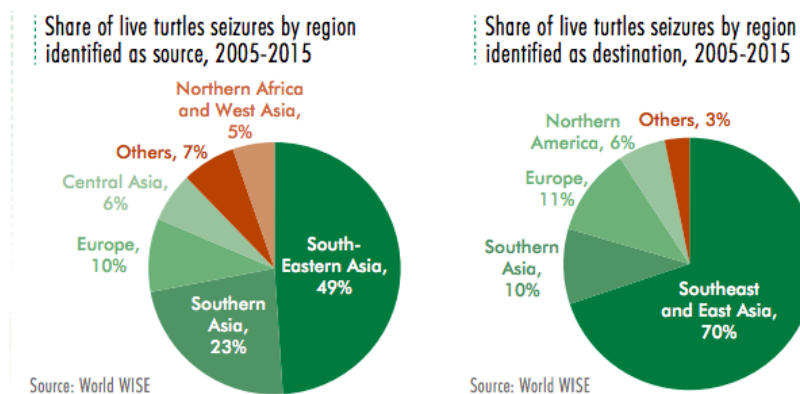 Share of live turtles seizures by region
identified as source, 2005-2015
Northern Africa
and West Asia,
5%
Others, 7%
Central Asia,
6%
Europe,
10%
South-
Eastern Asia,
49%
Southern
Asia,
23%
Source: World WISE
Share of live turtles seizures by region
identified as destination, 2005-2015
Others, 3%
Northern
America, 6%
Europe,
11%
Southern
Asia,
10%
Southeast
and East Asia,
70%
Source: World WISE